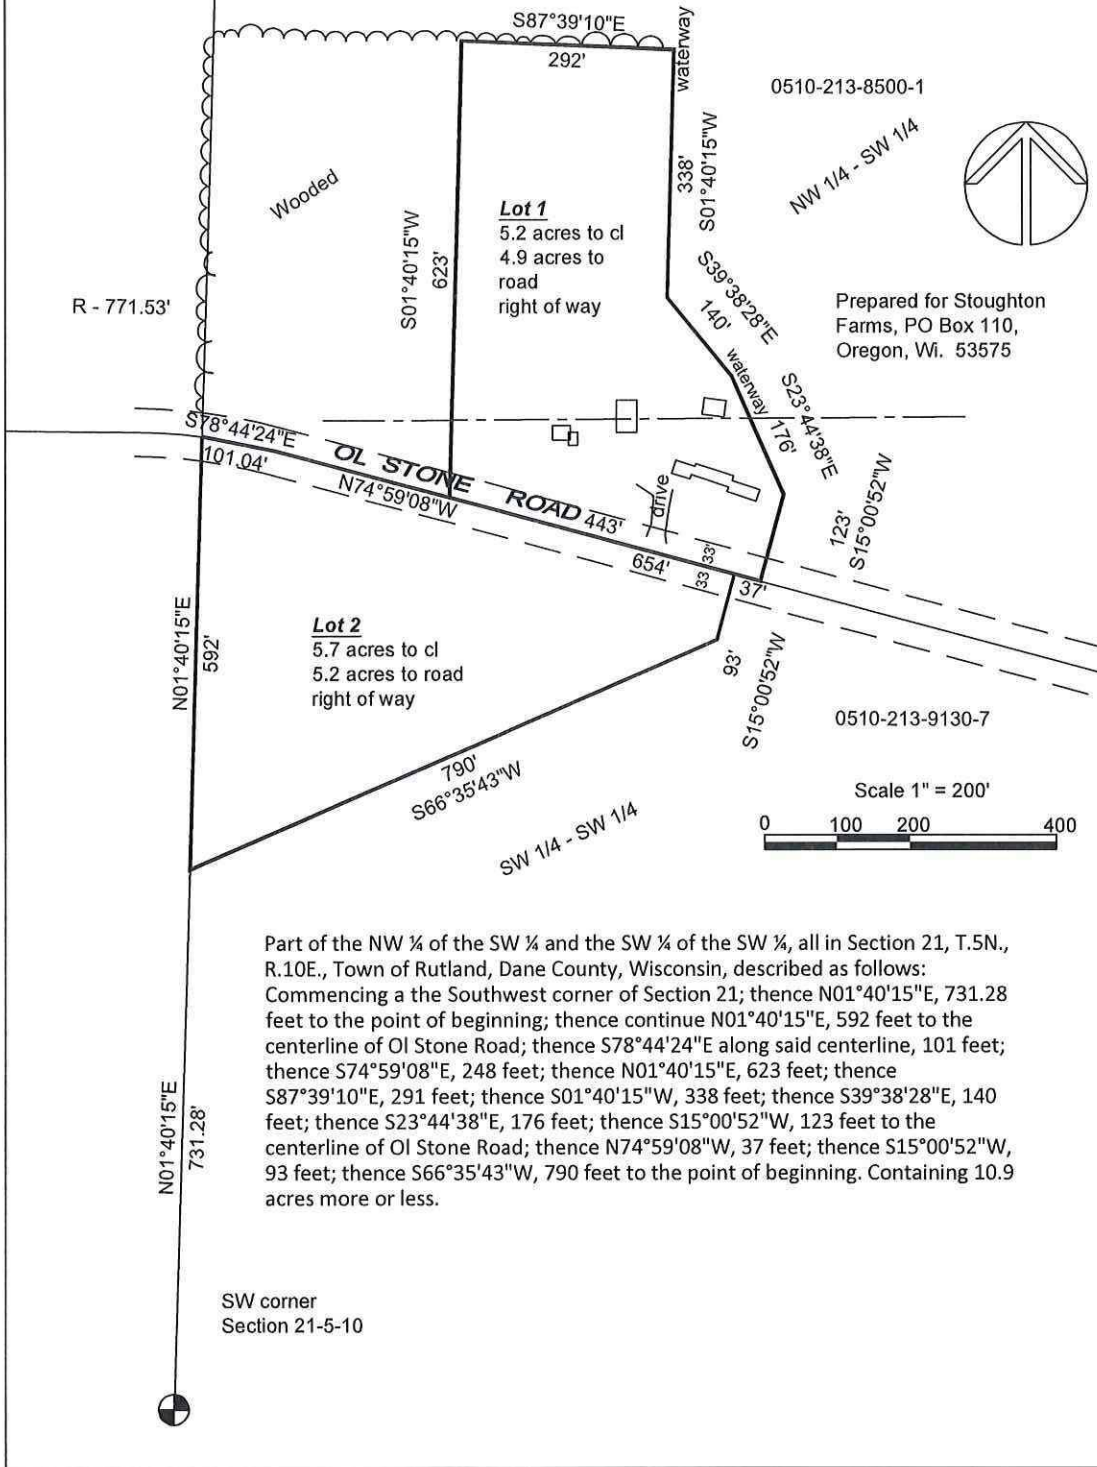 S87°39'10"E
292'
waterway
0510-213-8500-1
NW 1/4 - SW 1/4
338'
S01°40'15"W
Wooded
Lot 1
5.2 acres to cl
4.9 acres to
road
right of way
S01°40'15"W
623'
R - 771.53'
S39°38'28"E
140'
Prepared for Stoughton
Farms, PO Box 110,
Oregon, Wi. 53575
waterway
S23°44'38"E
176'
S78°44'24"E
101.04'
OL STONE ROAD
N74°59'08"W
443'
drive
123'
S15°00'52"W
654'
33'
33
37'
N01°40'15"E
592'
Lot 2
5.7 acres to cl
5.2 acres to road
right of way
93'
S15°00'52"W
0510-213-9130-7
790'
S66°35'43"W
SW 1/4 - SW 1/4
Scale 1" = 200'
0 100 200 400
Part of the NW ¼ of the SW ¼ and the SW ¼ of the SW ¼, all in Section 21, T.5N.,
R.10E., Town of Rutland, Dane County, Wisconsin, described as follows:
Commencing a the Southwest corner of Section 21; thence N01°40'15"E, 731.28
feet to the point of beginning; thence continue N01°40'15"E, 592 feet to the
centerline of Ol Stone Road; thence S78°44'24"E along said centerline, 101 feet;
thence S74°59'08"E, 248 feet; thence N01°40'15"E, 623 feet; thence
S87°39'10"E, 291 feet; thence S01°40'15"W, 338 feet; thence S39°38'28"E, 140
feet; thence S23°44'38"E, 176 feet; thence S15°00'52"W, 123 feet to the
centerline of Ol Stone Road; thence N74°59'08"W, 37 feet; thence S15°00'52"W,
93 feet; thence S66°35'43"W, 790 feet to the point of beginning. Containing 10.9
acres more or less.
N01°40'15"E
731.28'
SW corner
Section 21-5-10